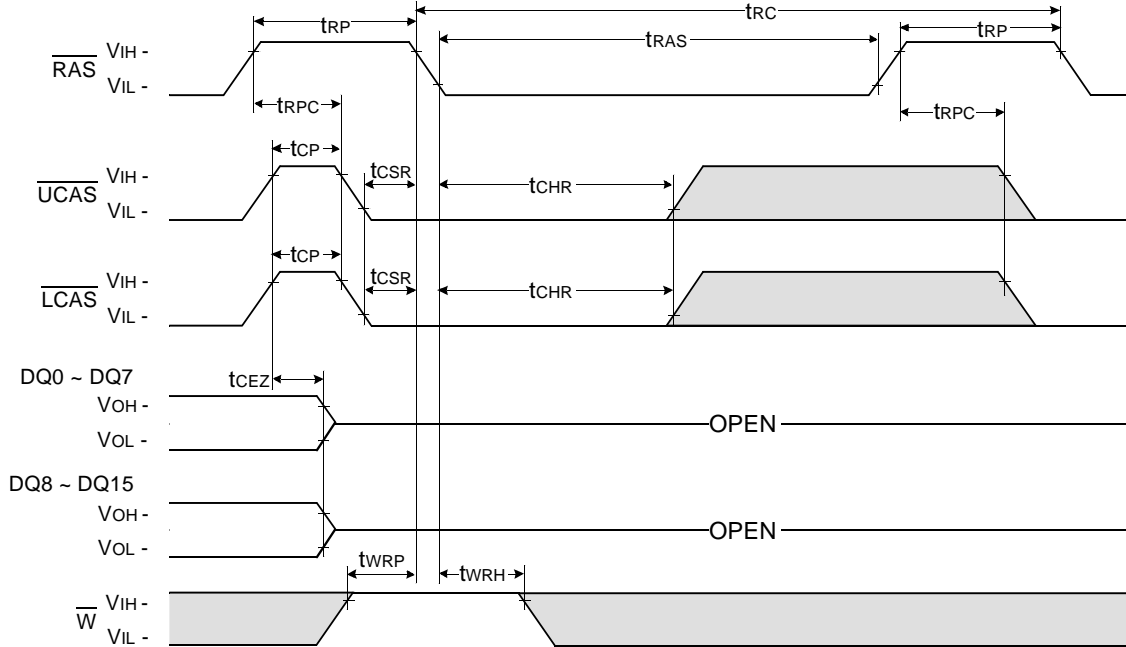 tRC
tRP tRAS tRP
RAS VIH -
VIL -
tRPC tRPC
tCP tCSR tCHR
UCAS VIH -
VIL -
tCP tCSR tCHR
LCAS VIH -
VIL -
DQ0 ~ DQ7 tCEZ
VOH -
OPEN
VOL -
DQ8 ~ DQ15
VOH -
OPEN
VOL -
tWRP tWRH
W VIH -
VIL -